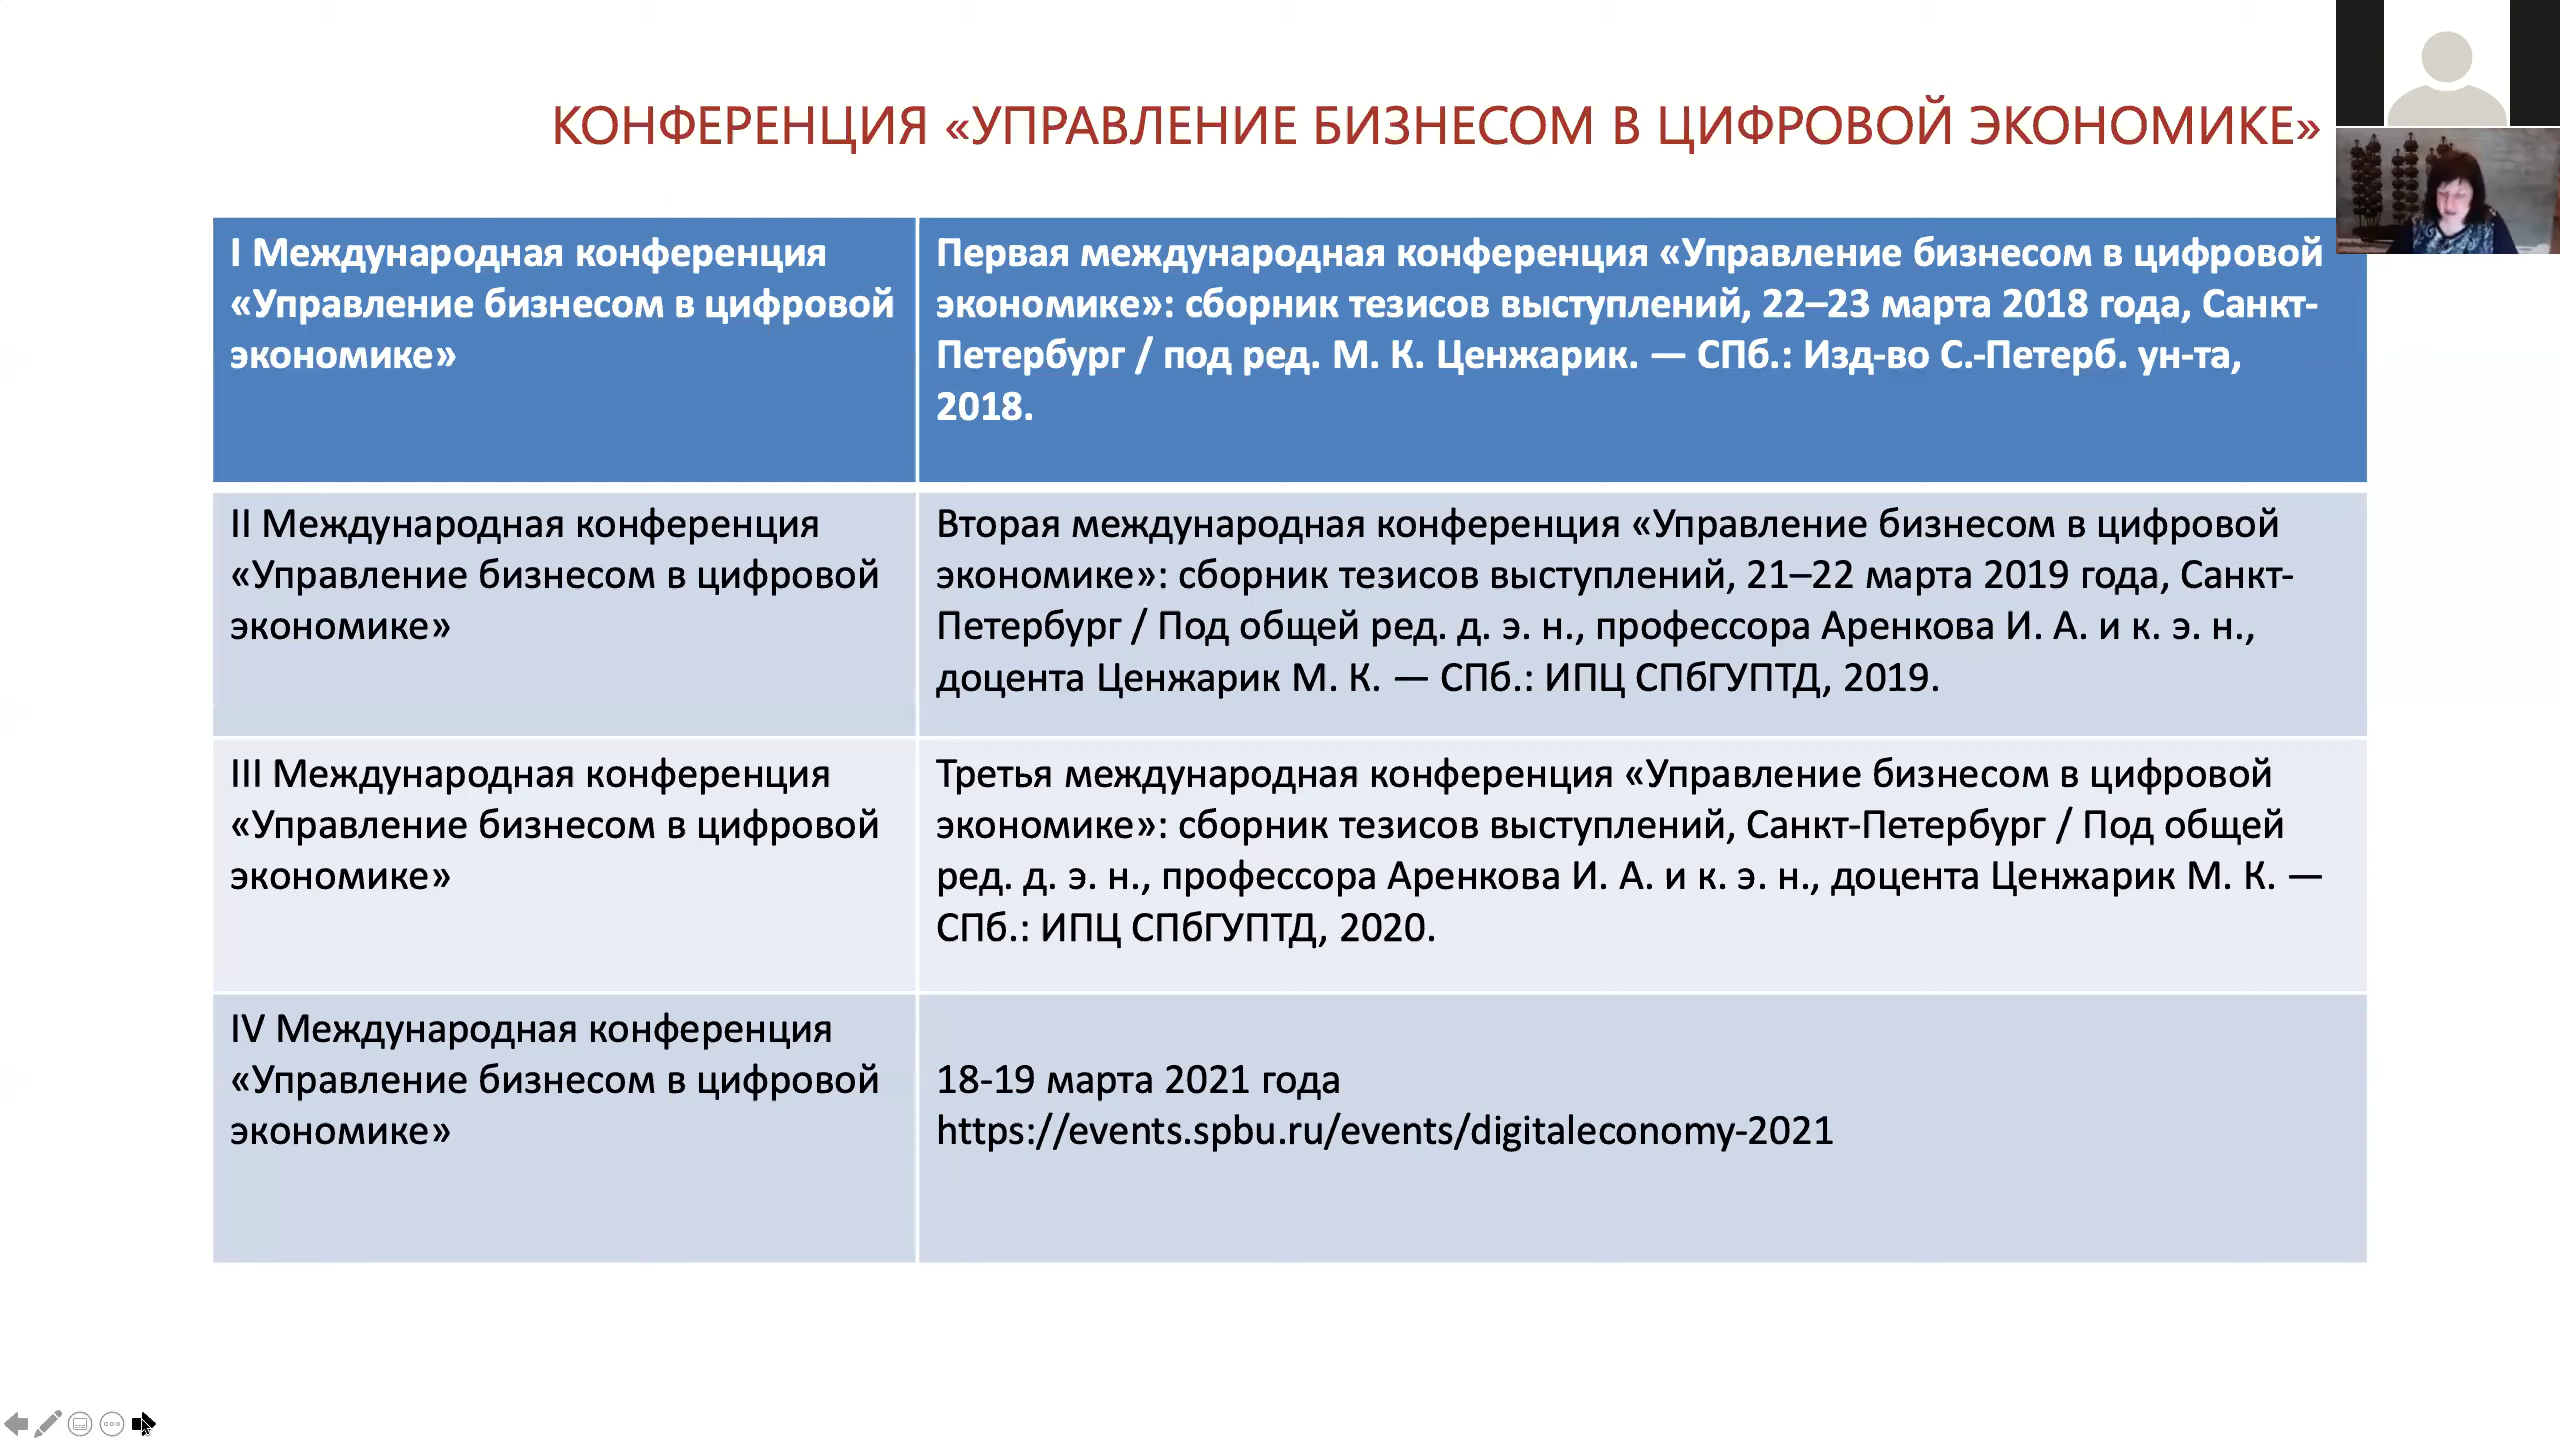 КОНФЕРЕНЦИЯ «УПРАВЛЕНИЕ БИЗНЕСОМ В ЦИФРОВОЙ ЭКОНОМИКЕ»
I Международная конференция
«Управление бизнесом в цифровой
экономике»
Первая международная конференция «Управление бизнесом в цифровой
экономике»: сборник тезисов выступлений, 22–23 марта 2018 года, Санкт-
Петербург / под ред. М. К. Ценжарик. — СПб.: Изд-во С.-Петерб. ун-та,
2018.
II Международная конференция
«Управление бизнесом в цифровой
экономике»
Вторая международная конференция «Управление бизнесом в цифровой
экономике»: сборник тезисов выступлений, 21–22 марта 2019 года, Санкт-
Петербург / Под общей ред. д. э. н., профессора Аренкова И. А. и к. э. н.,
доцента Ценжарик М. К. — СПб.: ИПЦ СПбГУПТД, 2019.
III Международная конференция
«Управление бизнесом в цифровой
экономике»
Третья международная конференция «Управление бизнесом в цифровой
экономике»: сборник тезисов выступлений, Санкт-Петербург / Под общей
ред. д. э. н., профессора Аренкова И. А. и к. э. н., доцента Ценжарик М. К. —
СПб.: ИПЦ СПбГУПТД, 2020.
IV Международная конференция
«Управление бизнесом в цифровой
экономике»
18-19 марта 2021 года
https://events.spbu.ru/events/digitaleconomy-2021